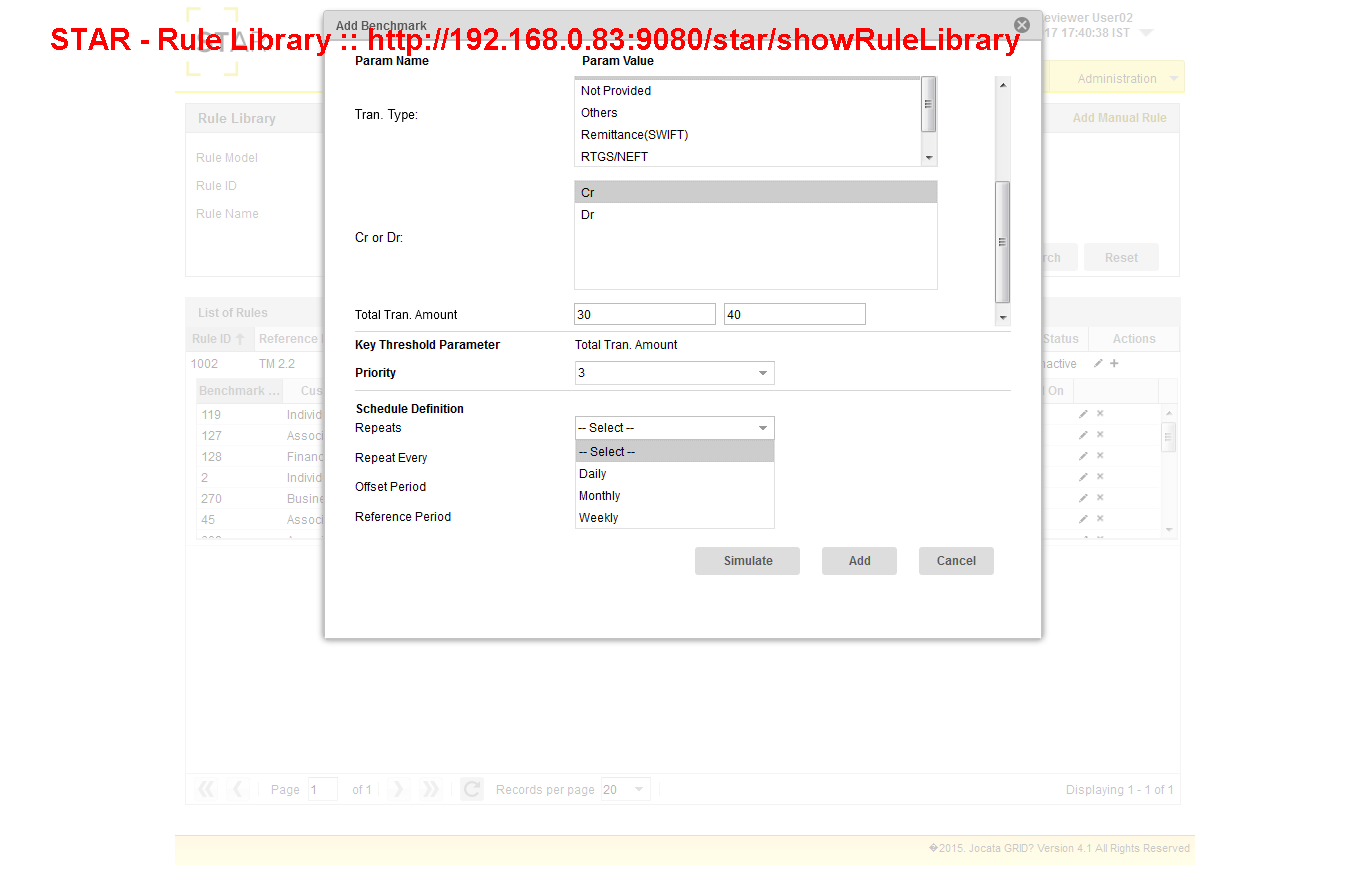 STAR - Rule Library :: http://192.168.0.83:9080/star/showRuleLibrary
Add Benchmark
eviewer User02
17 17:40:38 IST
STA
Administration
Param Name Param Value
Tran. Type:
Not Provided
Others
Remittance(SWIFT)
RTGS/NEFT
Cr or Dr:
Cr
Dr
Total Tran. Amount 30 40
Key Threshold Parameter Total Tran. Amount
Priority 3
Schedule Definition
Repeats -- Select --
-- Select --
Daily
Monthly
Weekly
Repeat Every
Offset Period
Reference Period
Simulate Add Cancel
Rule Library Add Manual Rule
Rule Model
Rule ID
Rule Name
rch Reset
List of Rules
Rule ID Reference Status Actions
1002 TM 2.2 nactive
Benchmark ... Cus On
119 Individ
127 Associ
128 Financ
2 Individ
270 Busine
45 Associ
Page 1 of 1 Records per page 20 Displaying 1 - 1 of 1
�2015. Jocata GRID? Version 4.1 All Rights Reserved